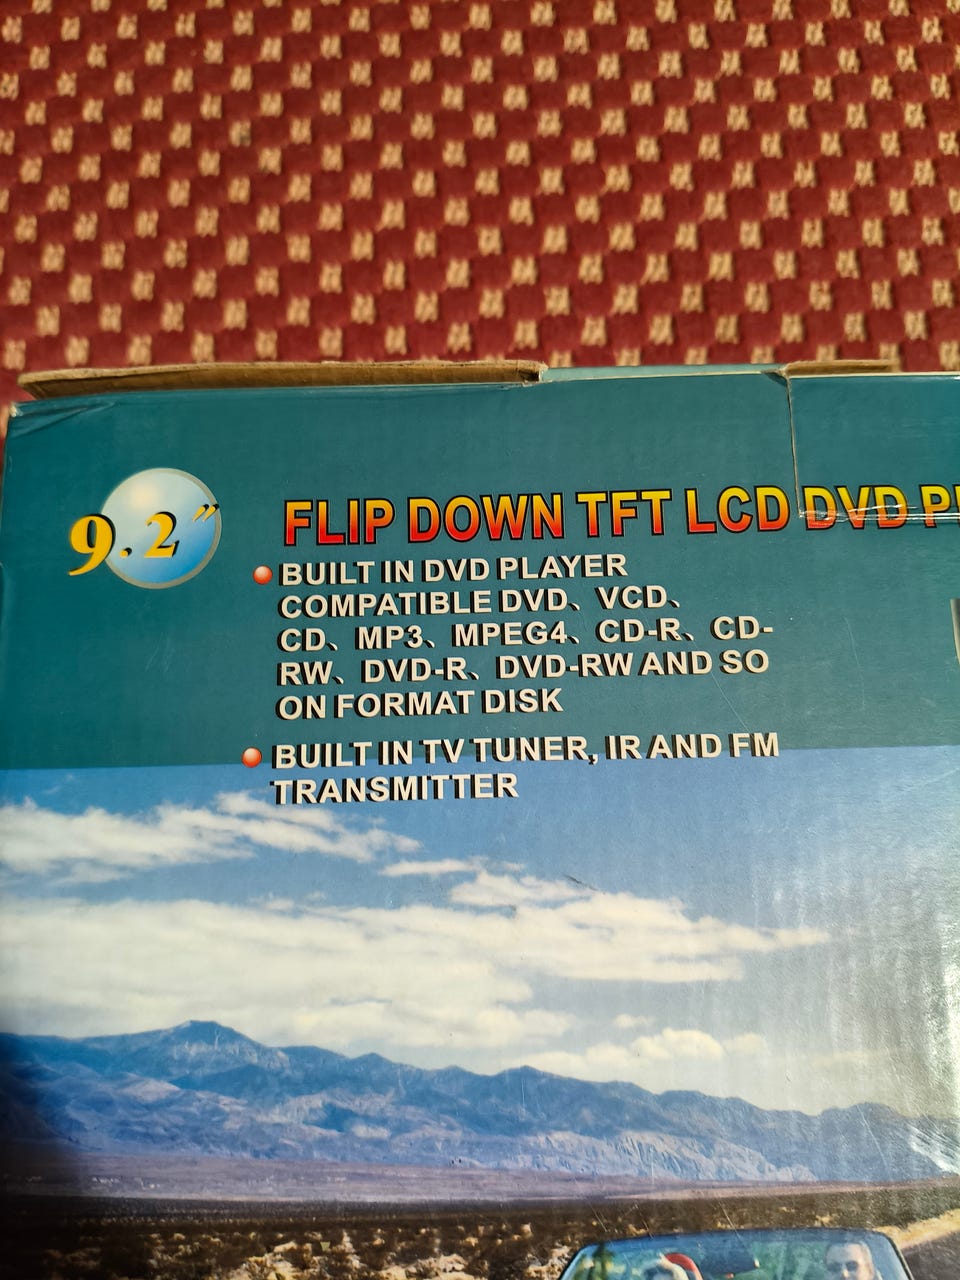 9.2"
FLIP DOWN TFT LCD DVD
BUILT IN DVD PLAYER
COMPATIBLE DVD、VCD、
CD、MP3、MPEG4、CD-R、CD-
RW、DVD-R、DVD-RW AND SO
ON FORMAT DISK
BUILT IN TV TUNER, IR AND FM
TRANSMITTER